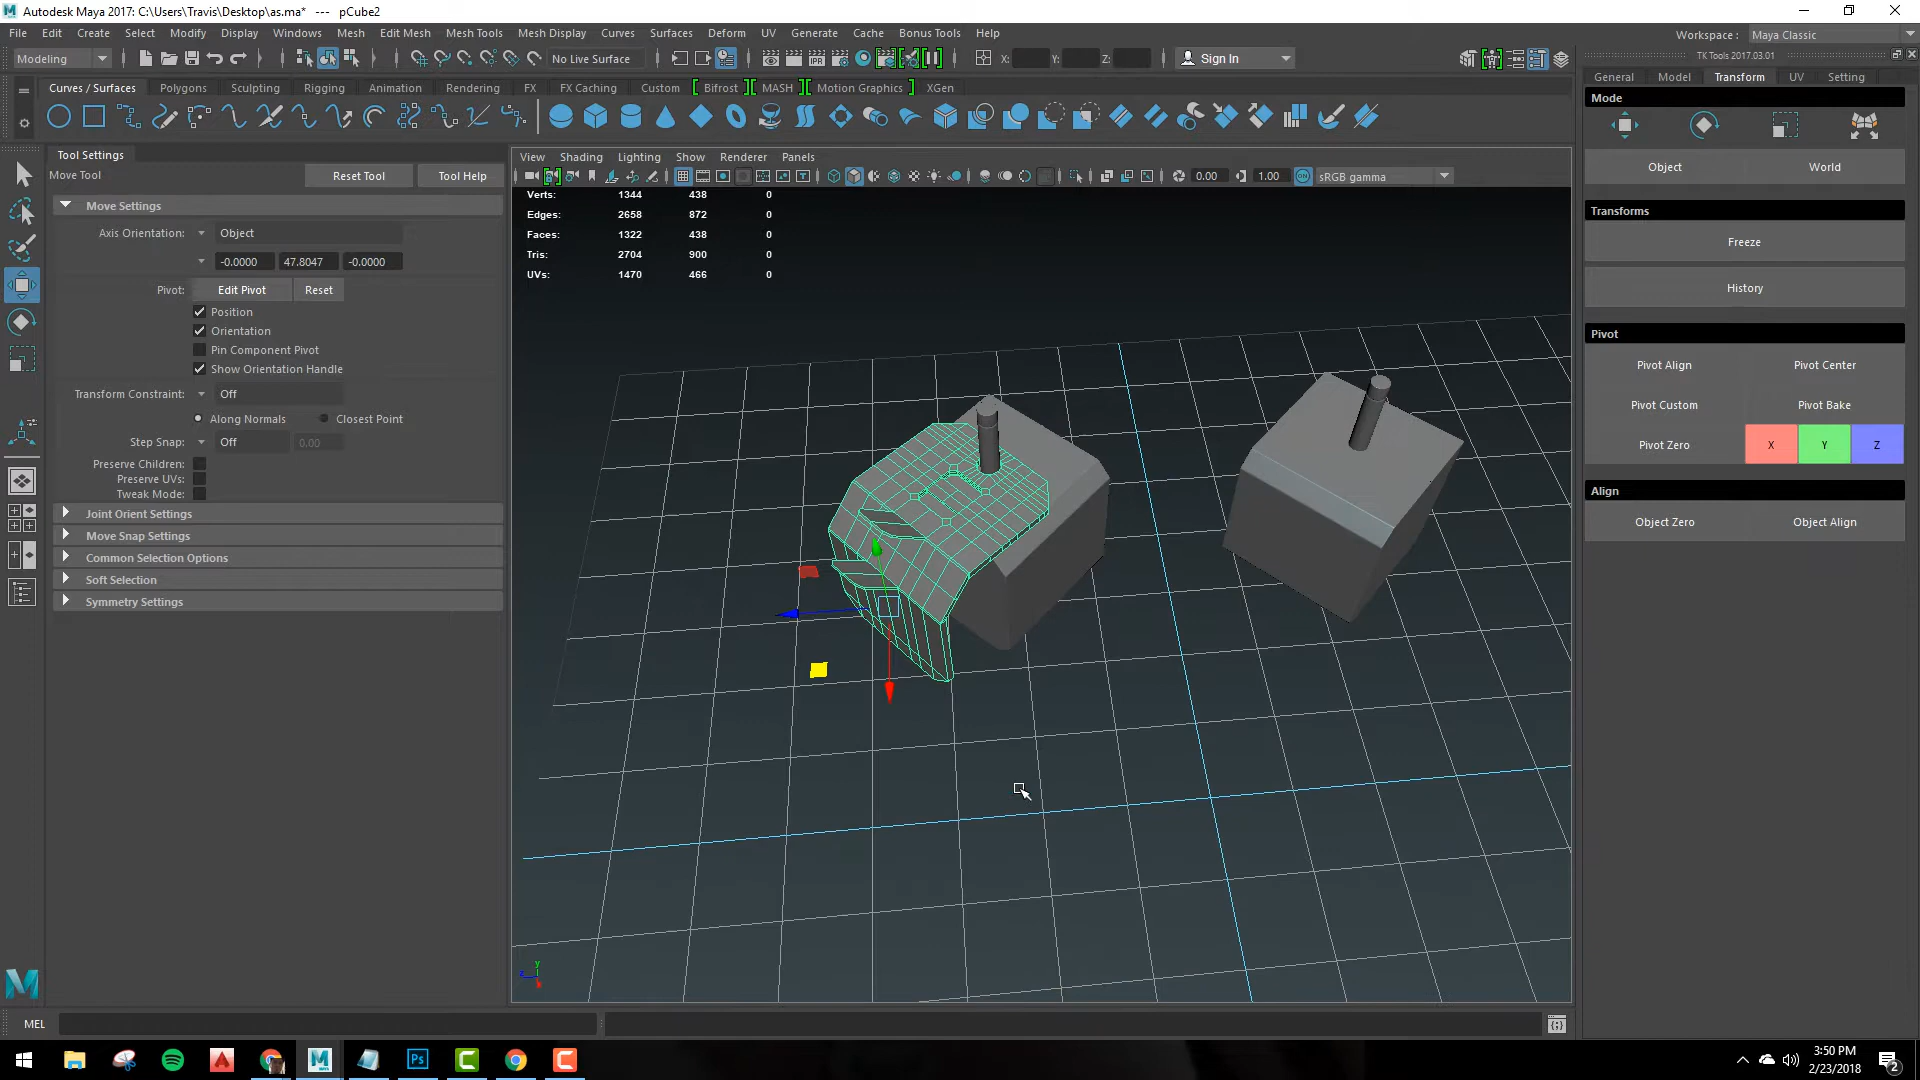 Autodesk Maya 2017: C:\Users\Travis\Desktop\as.ma* --- pCube2
File Edit Create Select Modify Display Windows Mesh Edit Mesh Mesh Tools Mesh Display Curves Surfaces Deform UV Generate Cache Bonus Tools Help
Workspace : Maya Classic
Modeling No Live Surface X: Y: Z: Sign In
TK Tools 2017.03.01
Curves / Surfaces Polygons Sculpting Rigging Animation Rendering FX FX Caching Custom Bifrost MASH Motion Graphics XGen
General Model Transform UV Setting
Mode
Object World
Transforms
Freeze
History
Pivot
Pivot Align Pivot Center
Pivot Custom Pivot Bake
Pivot Zero X Y Z
Align
Object Zero Object Align
Tool Settings
Move Tool Reset Tool Tool Help
Move Settings
Axis Orientation: Object
-0.0000 47.8047 -0.0000
Pivot: Edit Pivot Reset
Position
Orientation
Pin Component Pivot
Show Orientation Handle
Transform Constraint: Off
Along Normals Closest Point
Step Snap: Off 0.00
Preserve Children:
Preserve UVs:
Tweak Mode:
Joint Orient Settings
Move Snap Settings
Common Selection Options
Soft Selection
Symmetry Settings
View Shading Lighting Show Renderer Panels
0.00 1.00 ON sRGB gamma
Verts: 1344 438 0
Edges: 2658 872 0
Faces: 1322 438 0
Tris: 2704 900 0
UVs: 1470 466 0
y
z
MEL
3:50 PM
2/23/2018
2